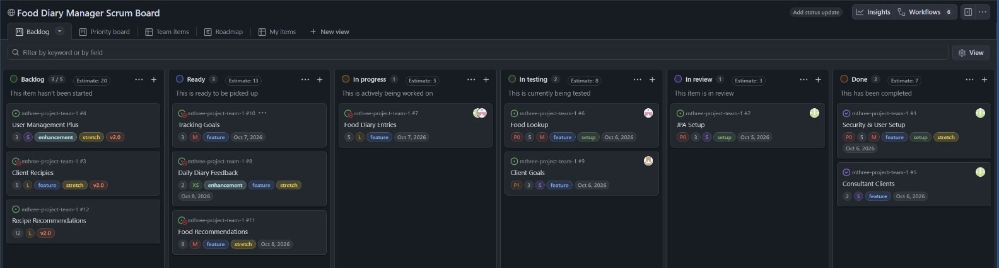 Food Diary Manager Scrum Board
Add status update
Insights
Workflows 6
Backlog
Priority board
Team items
Roadmap
My items
New view
Filter by keyword or by field
View
Backlog 3 / 5 Estimate: 20
This item hasn't been started
mthree-project-team-1 #4
User Management Plus
3 S enhancement stretch v2.0
mthree-project-team-1 #3
Client Recipies
5 L feature stretch v2.0
mthree-project-team-1 #12
Recipe Recommendations
12 L v2.0
Ready 3 Estimate: 13
This is ready to be picked up
mthree-project-team-1 #10
Tracking Goals
3 M feature Oct 7, 2026
mthree-project-team-1 #8
Daily Diary Feedback
2 XS enhancement feature stretch
Oct 8, 2026
mthree-project-team-1 #11
Food Recommendations
8 M feature stretch Oct 8, 2026
In progress 1 Estimate: 5
This is actively being worked on
mthree-project-team-1 #7
Food Diary Entries
5 L feature Oct 7, 2026
In testing 2 Estimate: 8
This is currently being tested
mthree-project-team-1 #6
Food Lookup
P0 5 M feature setup Oct 6, 2026
mthree-project-team-1 #9
Client Goals
P1 3 S feature Oct 6, 2026
In review 1 Estimate: 3
This item is in review
mthree-project-team-1 #2
JPA Setup
P0 3 S setup Oct 5, 2026
Done 2 Estimate: 7
This has been completed
mthree-project-team-1 #1
Security & User Setup
P0 5 M feature setup stretch
Oct 6, 2026
mthree-project-team-1 #5
Consultant Clients
2 S feature Oct 6, 2026